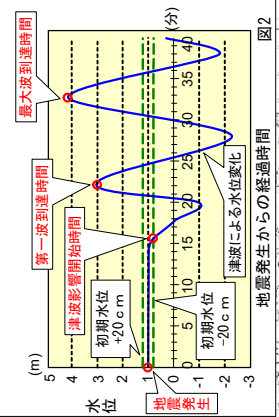 最大波到達時間
第一波到達時間
津波影響開始時間
(m)
5
4
3
2
1
0
-1
-2
-3
水位
初期水位
+20cm
初期水位
-20cm
地震
発生
津波による水位変化
0
5
10
15
20
25
30
35
40
(分)
地震発生からの経過時間
図2